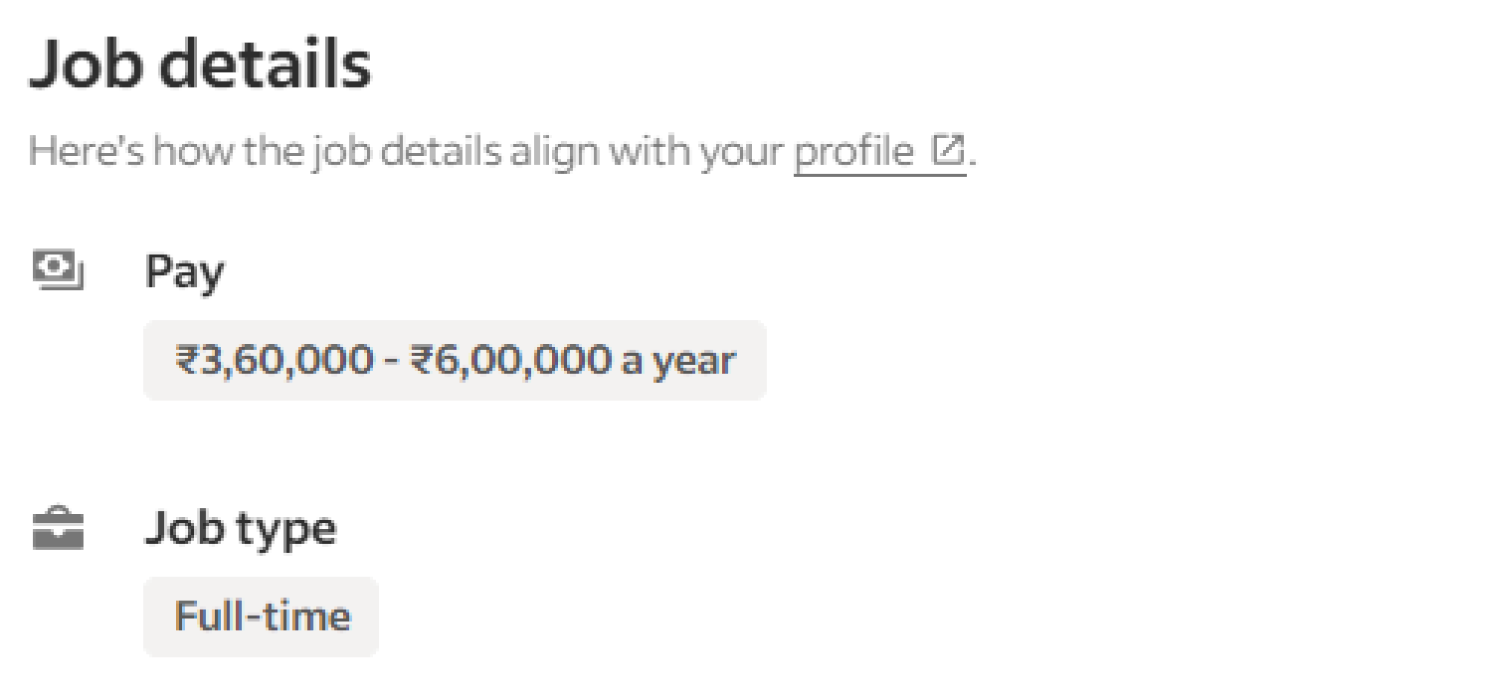 Job details
Here's how the job details align with your profile.
Pay
₹3,60,000 - ₹6,00,000 a year
Job type
Full-time